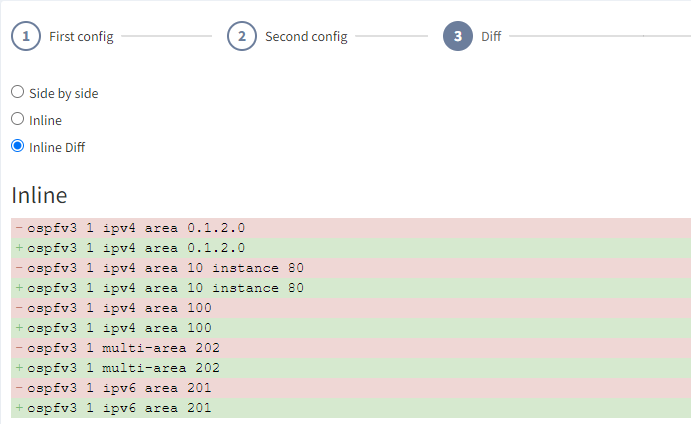 1 First config 2 Second config 3 Diff
Side by side
Inline
Inline Diff
Inline
- ospfv3 1 ipv4 area 0.1.2.0
+ ospfv3 1 ipv4 area 0.1.2.0
- ospfv3 1 ipv4 area 10 instance 80
+ ospfv3 1 ipv4 area 10 instance 80
- ospfv3 1 ipv4 area 100
+ ospfv3 1 ipv4 area 100
- ospfv3 1 multi-area 202
+ ospfv3 1 multi-area 202
- ospfv3 1 ipv6 area 201
+ ospfv3 1 ipv6 area 201